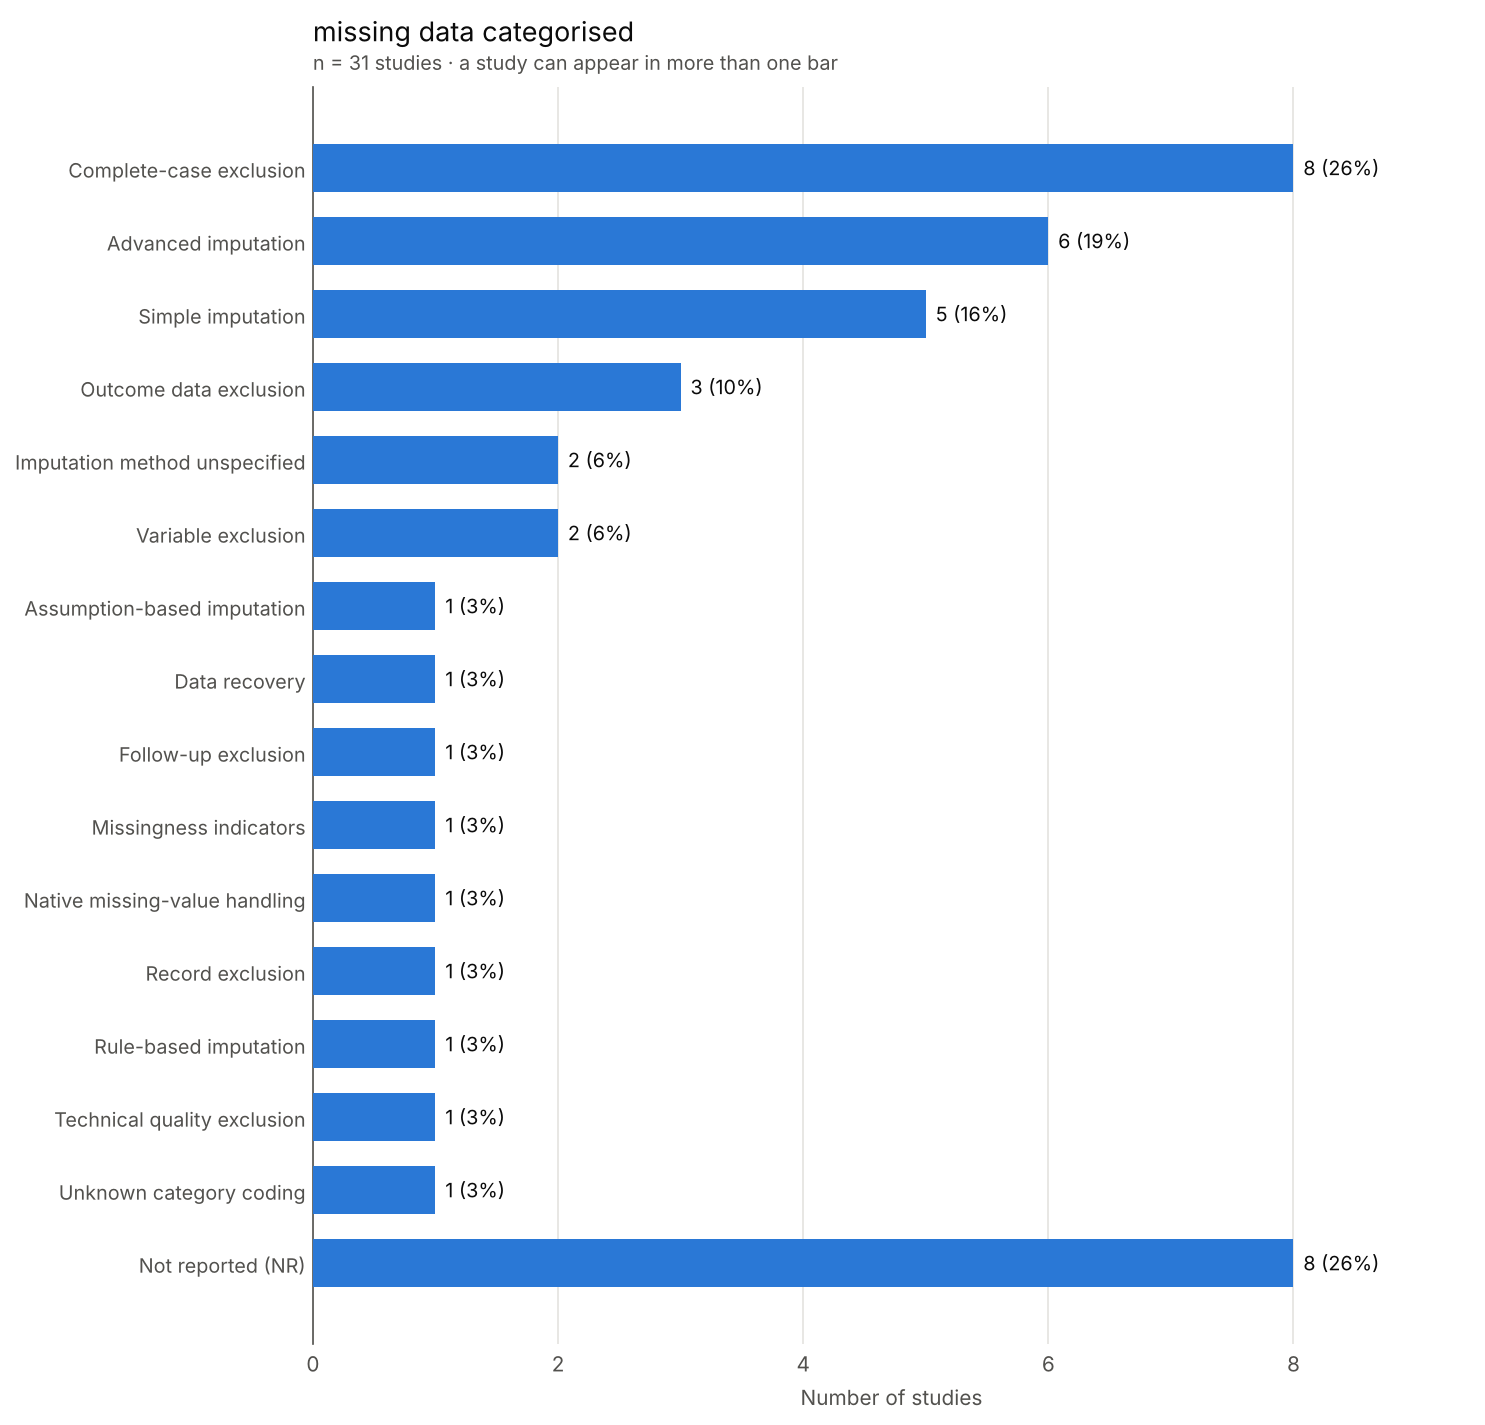 missing data categorised
n = 31 studies · a study can appear in more than one bar
Complete-case exclusion 8 (26%)
Advanced imputation 6 (19%)
Simple imputation 5 (16%)
Outcome data exclusion 3 (10%)
Imputation method unspecified 2 (6%)
Variable exclusion 2 (6%)
Assumption-based imputation 1 (3%)
Data recovery 1 (3%)
Follow-up exclusion 1 (3%)
Missingness indicators 1 (3%)
Native missing-value handling 1 (3%)
Record exclusion 1 (3%)
Rule-based imputation 1 (3%)
Technical quality exclusion 1 (3%)
Unknown category coding 1 (3%)
Not reported (NR) 8 (26%)
0 2 4 6 8
Number of studies